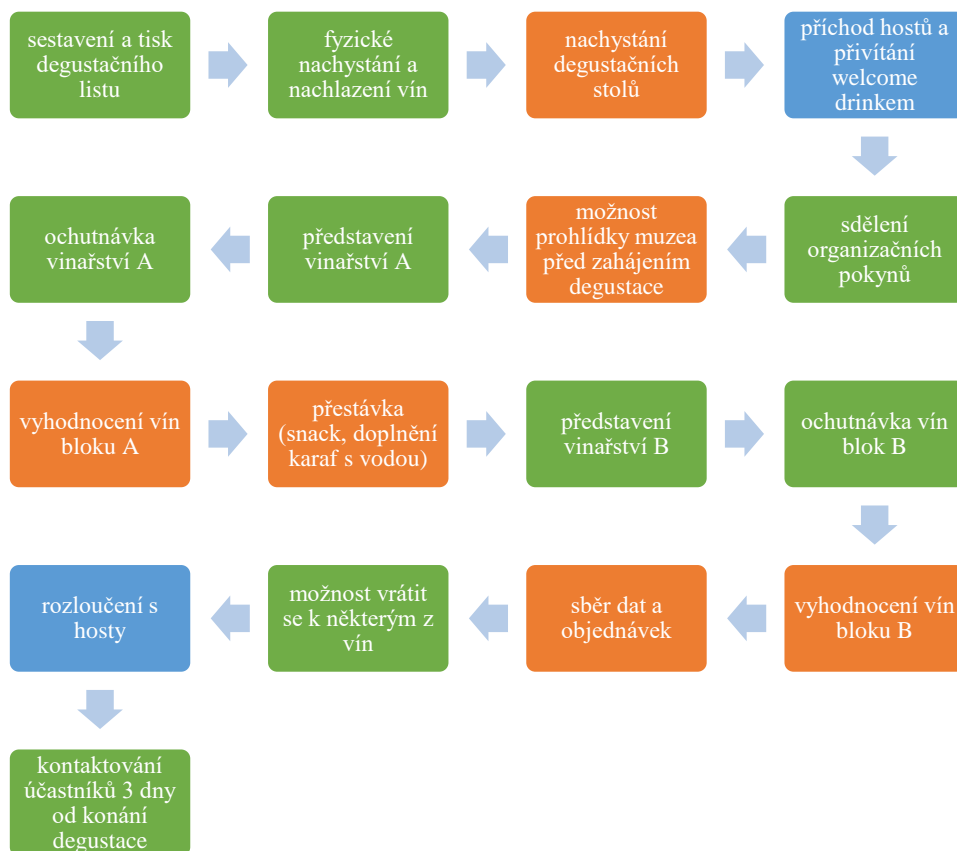 sestavení a tisk
degustačního
listu
fyzické
nachystání a
nachlazení vín
nachystání
degustačních
stolů
příchod hostů a
přivítání
welcome
drinkem
sdělení
organizačních
pokynů
možnost
prohlídky muzea
před zahájením
degustace
představení
vinařství A
ochutnávka
vinařství A
vyhodnocení vín
bloku A
přestávka
(snack, doplnění
karaf s vodou)
představení
vinařství B
ochutnávka vín
blok B
vyhodnocení vín
bloku B
sběr dat a
objednávek
možnost vrátit
se k některým z
vín
rozloučení s
hosty
kontaktování
účastníků 3 dny
od konání
degustace